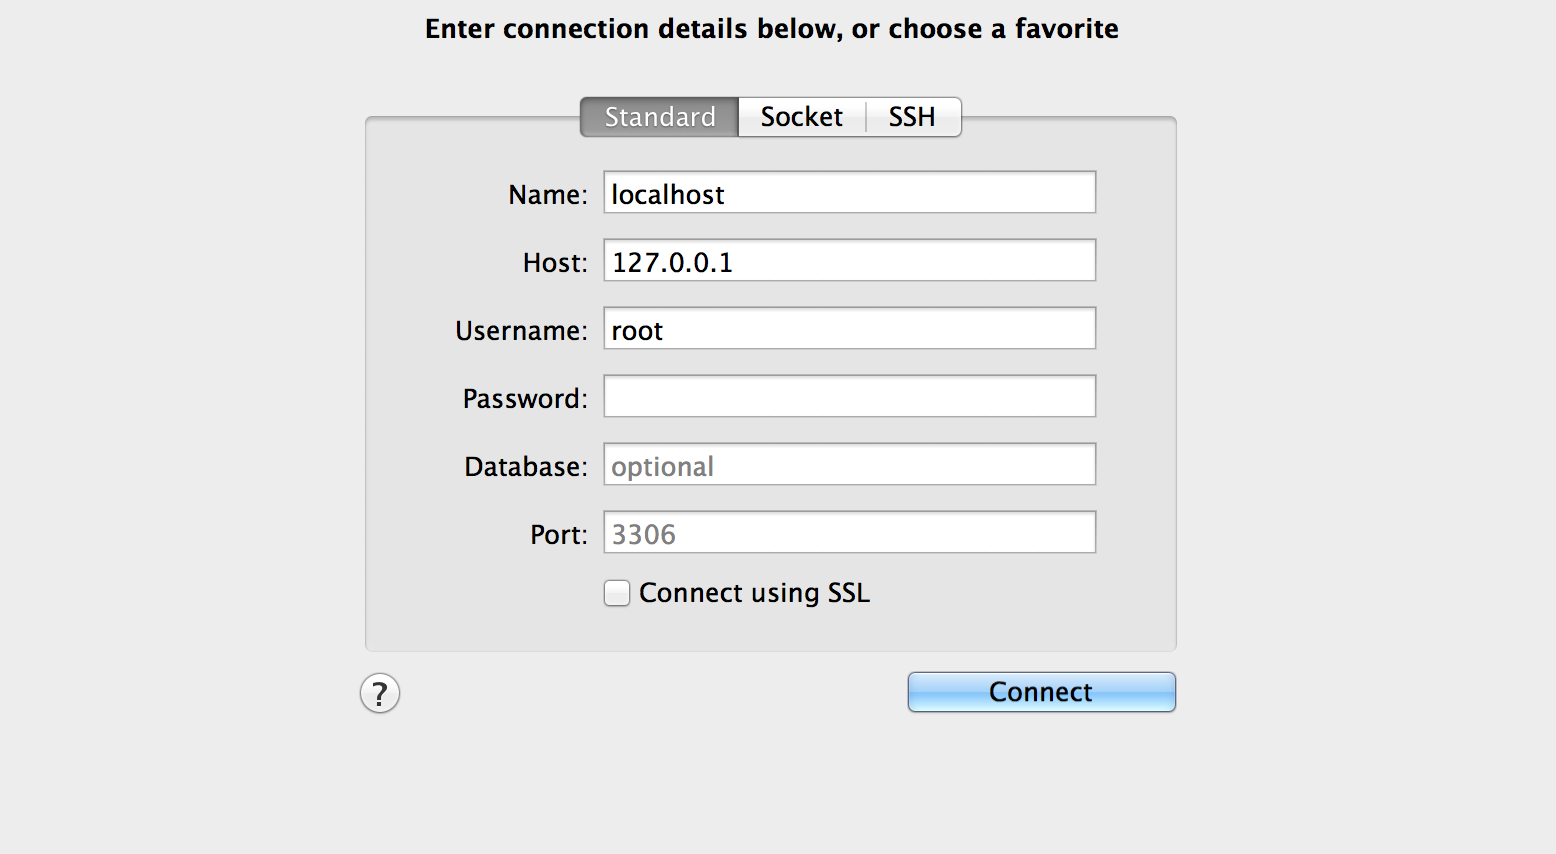 Enter connection details below, or choose a favorite
Standard Socket SSH
Name: localhost
Host: 127.0.0.1
Username: root
Password:
Database: optional
Port: 3306
Connect using SSL
? Connect